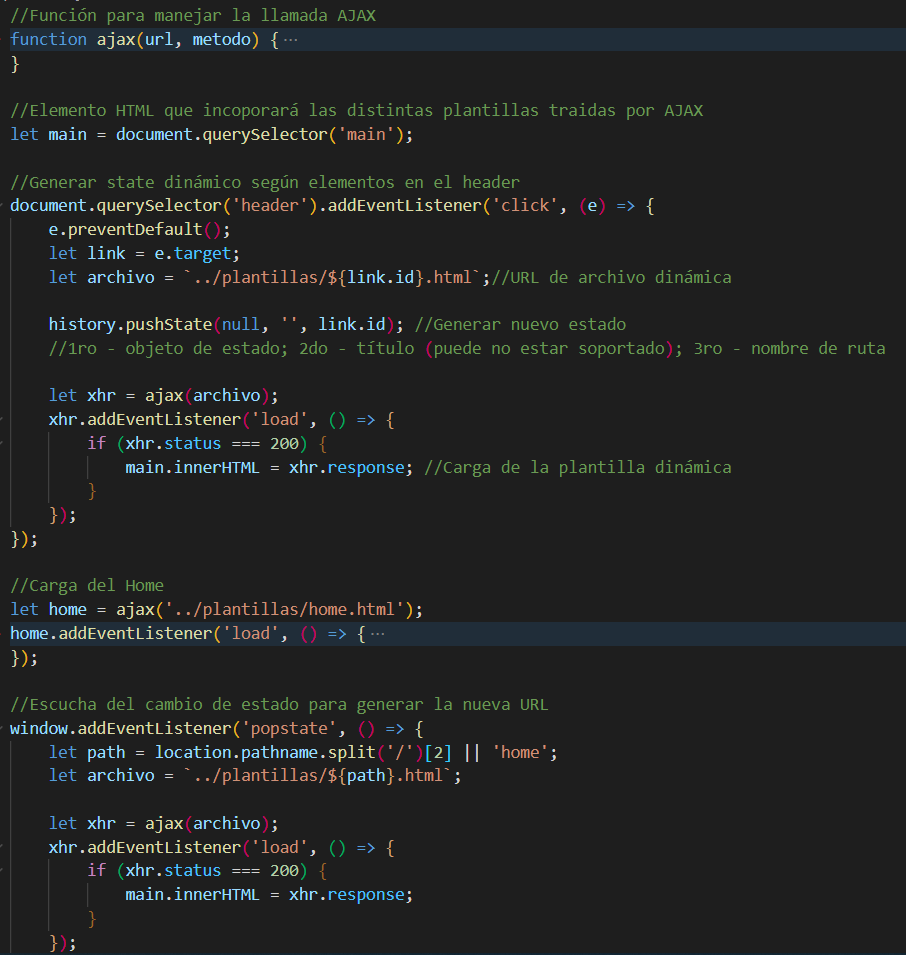 //Función para manejar la llamada AJAX
function ajax(url, metodo) {···
}
//Elemento HTML que incoporará las distintas plantillas traidas por AJAX
let main = document.querySelector('main');
//Generar state dinámico según elementos en el header
document.querySelector('header').addEventListener('click', (e) => {
    e.preventDefault();
    let link = e.target;
    let archivo = `../plantillas/${link.id}.html`;//URL de archivo dinámica
    history.pushState(null, '', link.id); //Generar nuevo estado
    //1ro - objeto de estado; 2do - título (puede no estar soportado); 3ro - nombre de ruta
    let xhr = ajax(archivo);
    xhr.addEventListener('load', () => {
        if (xhr.status === 200) {
            main.innerHTML = xhr.response; //Carga de la plantilla dinámica
        }
    });
});
//Carga del Home
let home = ajax('../plantillas/home.html');
home.addEventListener('load', () => {···
});
//Escucha del cambio de estado para generar la nueva URL
window.addEventListener('popstate', () => {
    let path = location.pathname.split('/')[2] || 'home';
    let archivo = `../plantillas/${path}.html`;
    let xhr = ajax(archivo);
    xhr.addEventListener('load', () => {
        if (xhr.status === 200) {
            main.innerHTML = xhr.response;
        }
    });